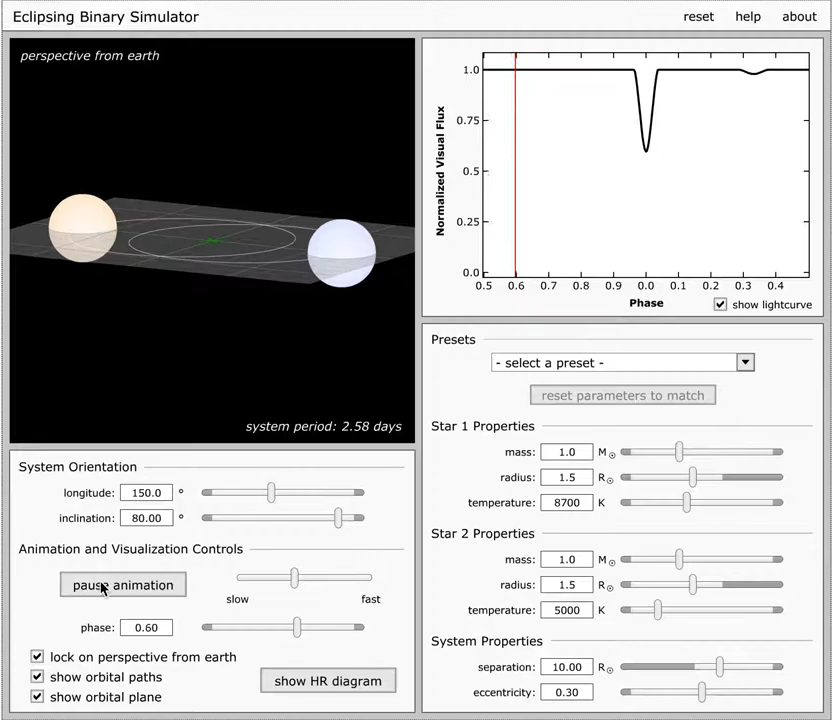 Eclipsing Binary Simulator
reset help about
perspective from earth
system period: 2.58 days
1.0
0.75
0.5
0.25
0.0
Normalized Visual Flux
0.5 0.6 0.7 0.8 0.9 0.0 0.1 0.2 0.3 0.4
Phase
show lightcurve
System Orientation
longitude: 150.0 °
inclination: 80.00 °
Animation and Visualization Controls
pause animation
slow fast
phase: 0.60
lock on perspective from earth
show orbital paths
show orbital plane
show HR diagram
Presets
- select a preset -
reset parameters to match
Star 1 Properties
mass: 1.0 M⊙
radius: 1.5 R⊙
temperature: 8700 K
Star 2 Properties
mass: 1.0 M⊙
radius: 1.5 R⊙
temperature: 5000 K
System Properties
separation: 10.00 R⊙
eccentricity: 0.30